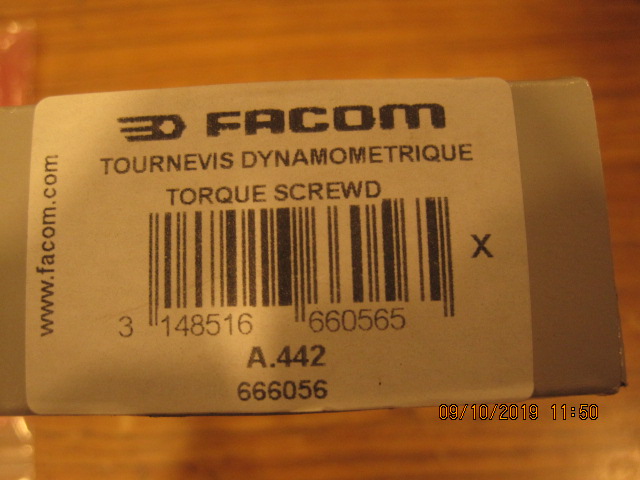 FACOM
TOURNEVIS DYNAMOMETRIQUE
TORQUE SCREWD
www.facom.com
X
3 148516 660565
A.442
666056
09/10/2019 11:50